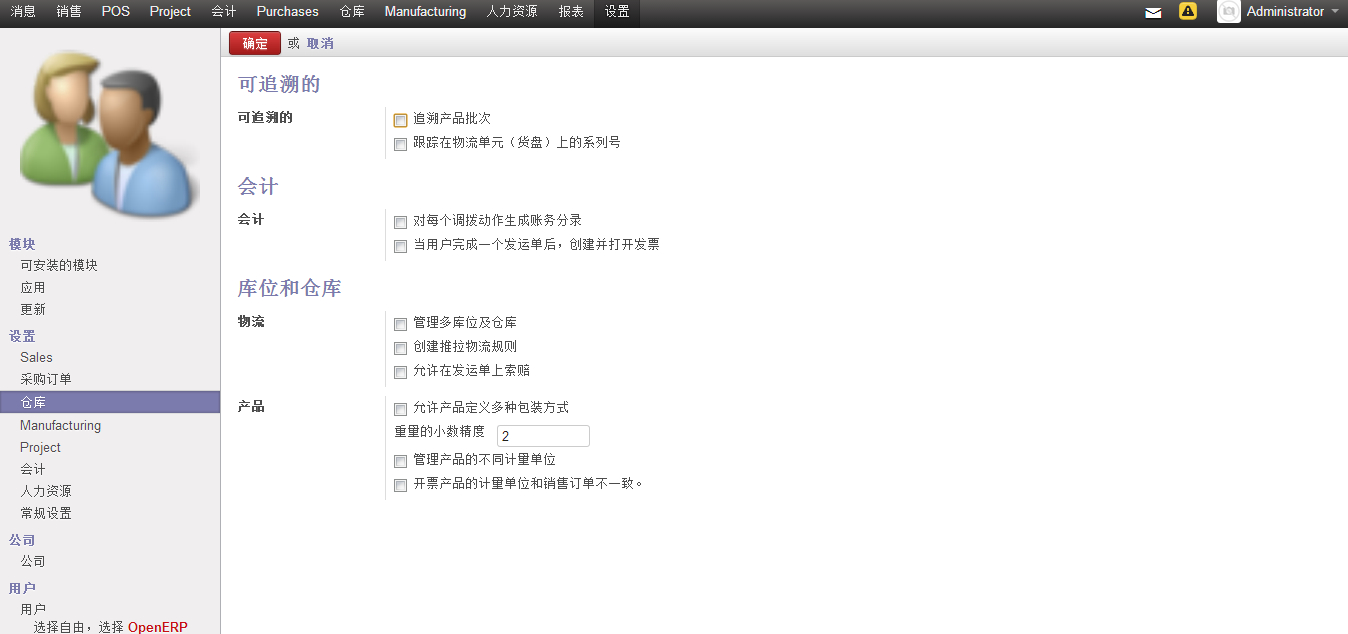 消息 销售 POS Project 会计 Purchases 仓库 Manufacturing 人力资源 报表 设置 Administrator
确定 或 取消
模块
可安装的模块
应用
更新
设置
Sales
采购订单
仓库
Manufacturing
Project
会计
人力资源
常规设置
公司
公司
用户
用户
选择自由，选择 OpenERP
可追溯的
可追溯的
追溯产品批次
跟踪在物流单元（货盘）上的系列号
会计
会计
对每个调拨动作生成账务分录
当用户完成一个发运单后，创建并打开发票
库位和仓库
物流
管理多库位及仓库
创建推拉物流规则
允许在发运单上索赔
产品
允许产品定义多种包装方式
重量的小数精度 2
管理产品的不同计量单位
开票产品的计量单位和销售订单不一致。